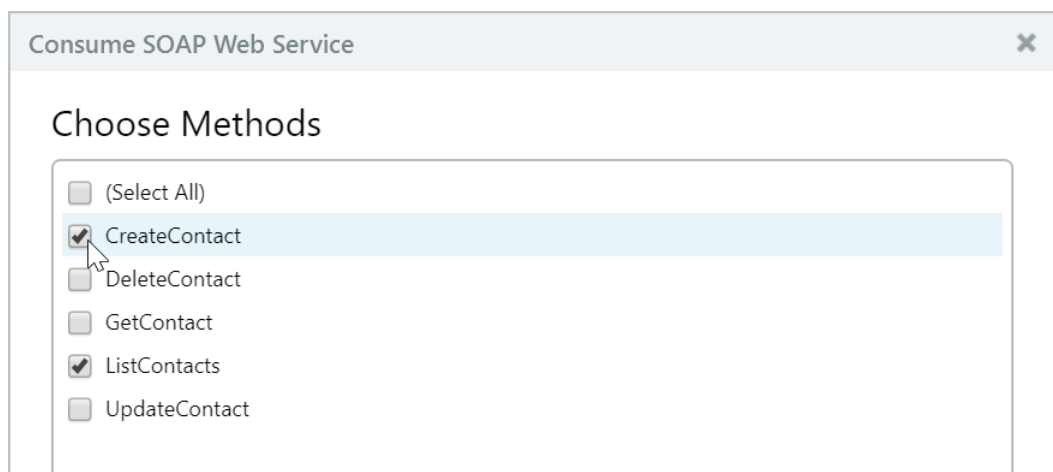 Consume SOAP Web Service
Choose Methods
(Select All)
CreateContact
DeleteContact
GetContact
ListContacts
UpdateContact